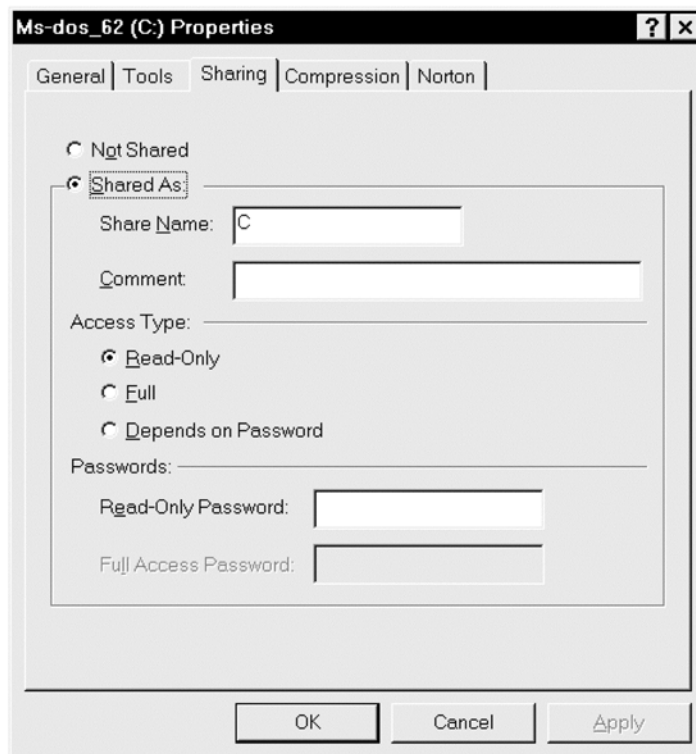 Ms-dos_62 (C:) Properties ? ×
General Tools Sharing Compression Norton
Not Shared
Shared As:
Share Name: C
Comment:
Access Type:
Read-Only
Full
Depends on Password
Passwords:
Read-Only Password:
Full Access Password:
OK Cancel Apply